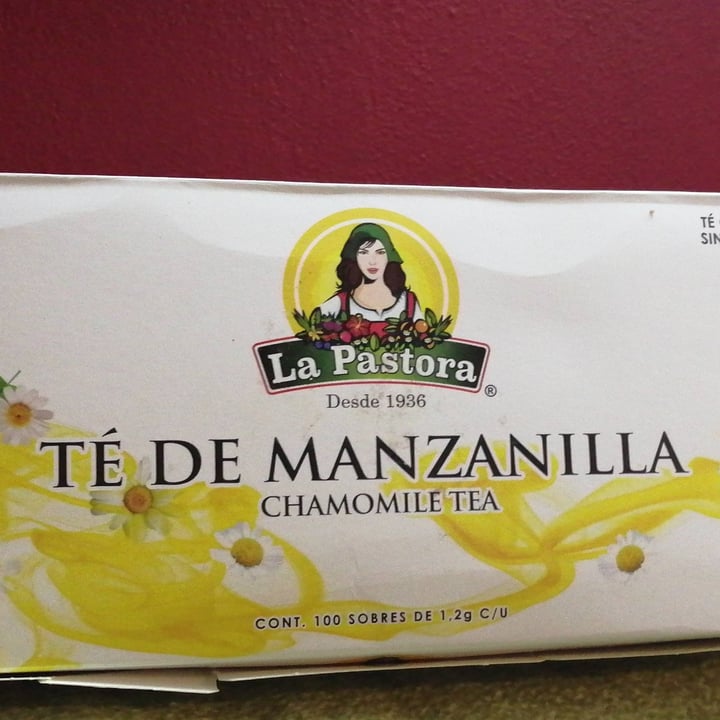 TÉ
SIN
La Pastora®
Desde 1936
TÉ DE MANZANILLA
CHAMOMILE TEA
CONT. 100 SOBRES DE 1,2g C/U